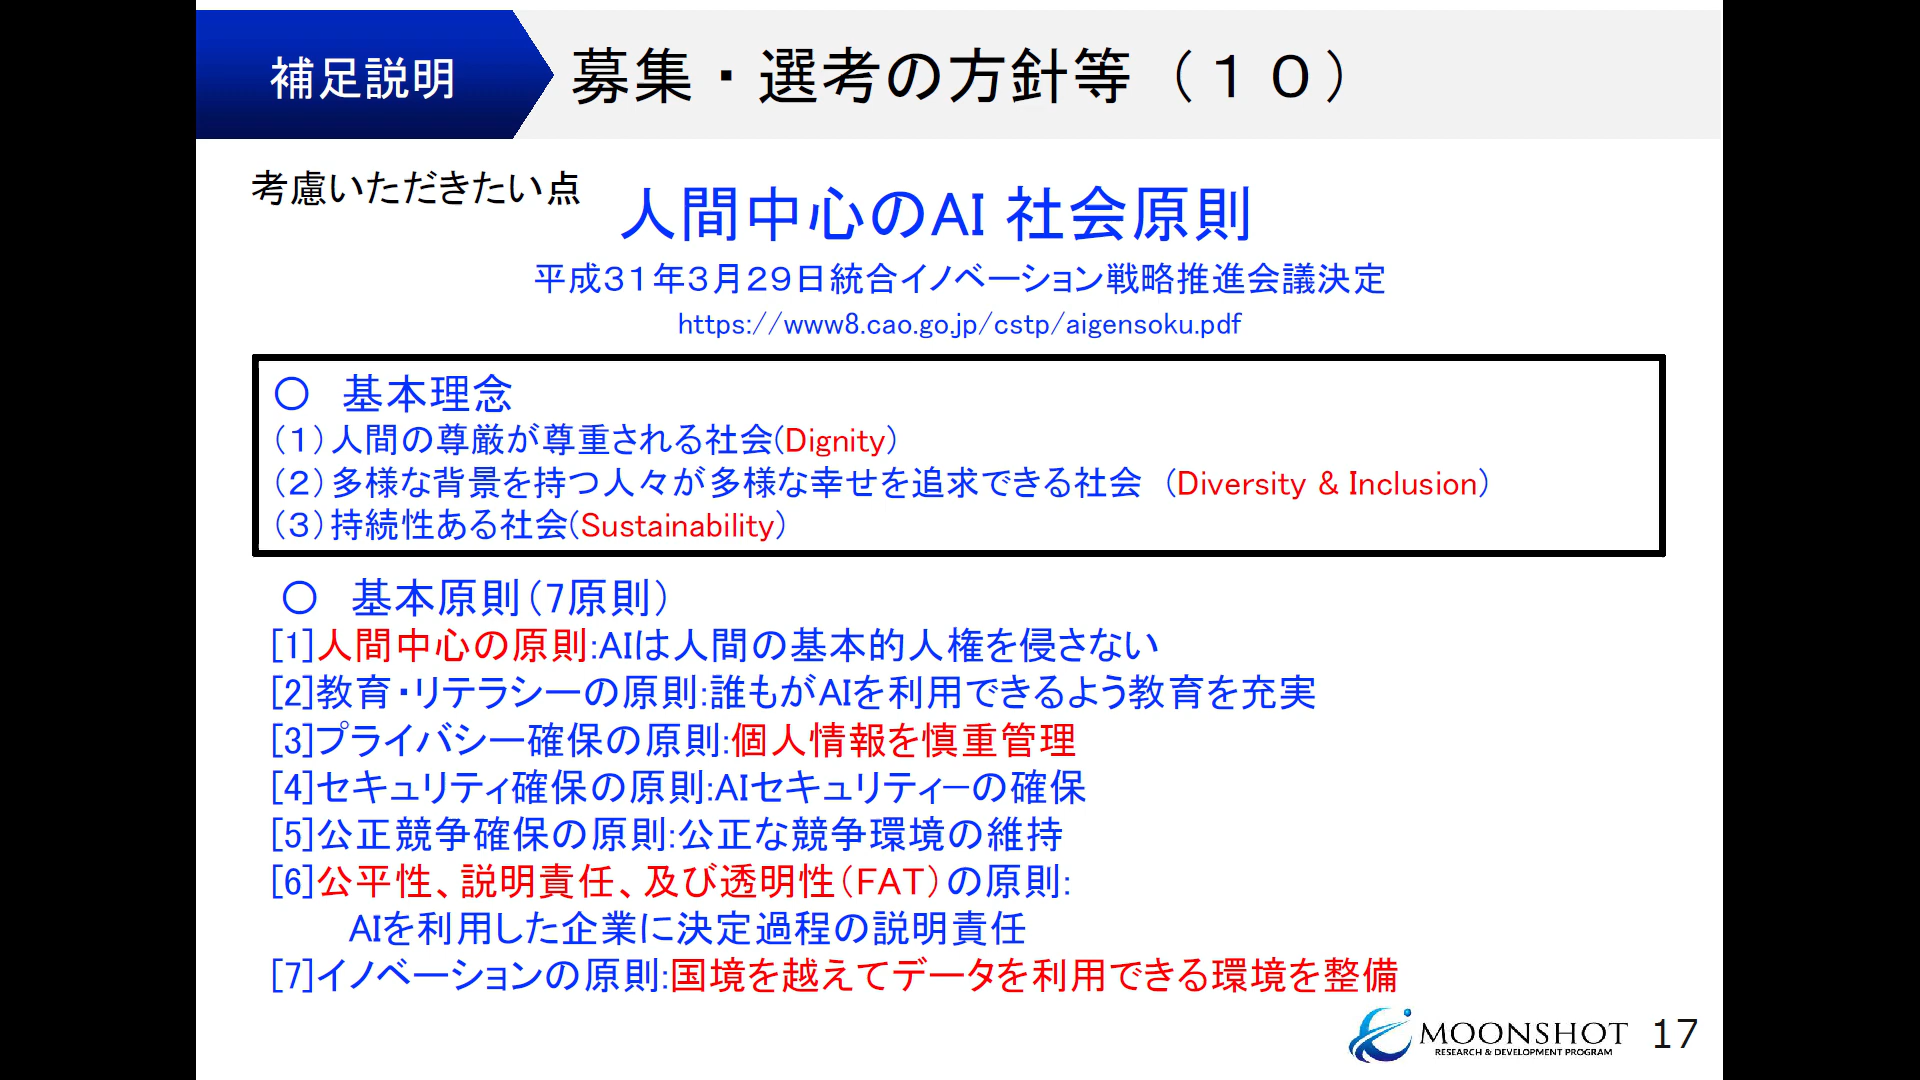 補足説明
募集・選考の方針等（１０）
考慮いただきたい点
人間中心のAI 社会原則
平成３１年３月２９日統合イノベーション戦略推進会議決定
https://www8.cao.go.jp/cstp/aigensoku.pdf
○　基本理念
（１）人間の尊厳が尊重される社会(Dignity)
（２）多様な背景を持つ人々が多様な幸せを追求できる社会 （Diversity & Inclusion)
（３）持続性ある社会(Sustainability)
○　基本原則（7原則）
[1]人間中心の原則:AIは人間の基本的人権を侵さない
[2]教育・リテラシーの原則:誰もがAIを利用できるよう教育を充実
[3]プライバシー確保の原則:個人情報を慎重管理
[4]セキュリティ確保の原則:AIセキュリティーの確保
[5]公正競争確保の原則:公正な競争環境の維持
[6]公平性、説明責任、及び透明性（FAT）の原則:
AIを利用した企業に決定過程の説明責任
[7]イノベーションの原則:国境を越えてデータを利用できる環境を整備
MOONSHOT
RESEARCH & DEVELOPMENT PROGRAM
17